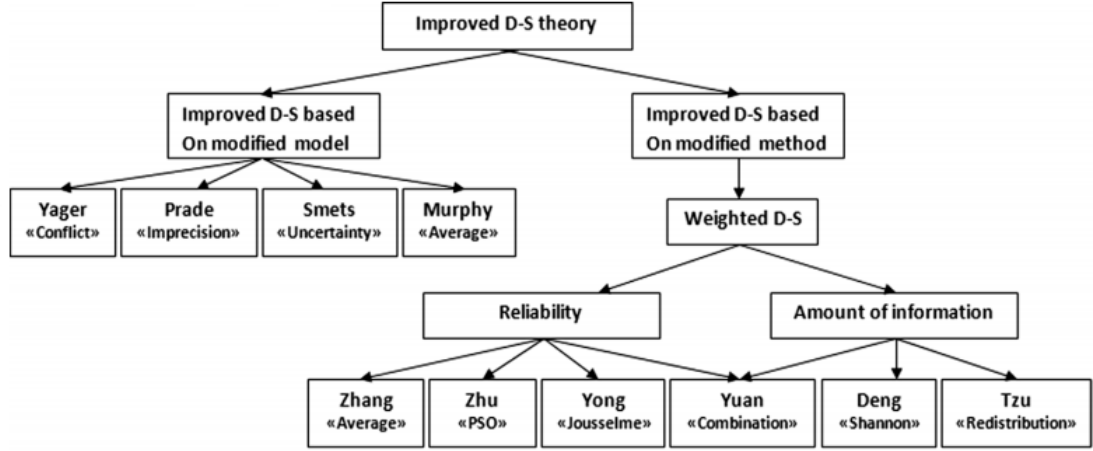 Improved D-S theory
Improved D-S based
On modified model
Improved D-S based
On modified method
Yager
«Conflict»
Prade
«Imprecision»
Smets
«Uncertainty»
Murphy
«Average»
Weighted D-S
Reliability
Amount of information
Zhang
«Average»
Zhu
«PSO»
Yong
«Jousselme»
Yuan
«Combination»
Deng
«Shannon»
Tzu
«Redistribution»